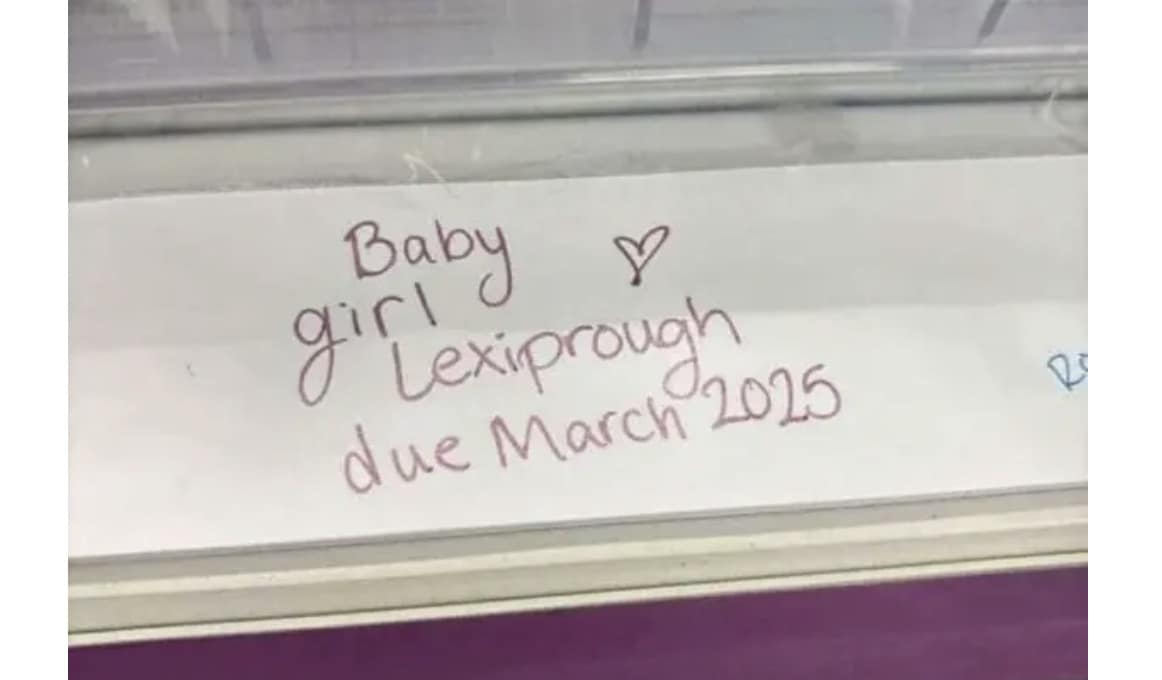 Baby ♡
girl
Lexiprough
due March 2025